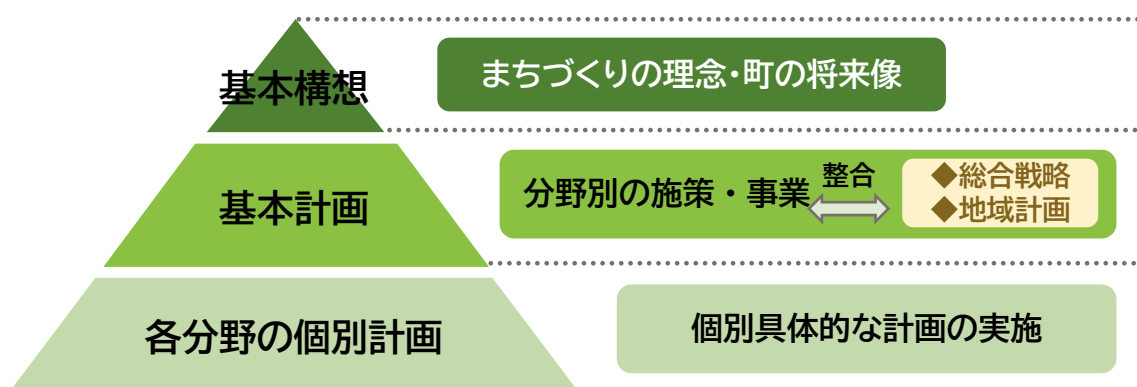 基本構想
まちづくりの理念・町の将来像
基本計画
分野別の施策・事業
整合
◆総合戦略
◆地域計画
各分野の個別計画
個別具体的な計画の実施